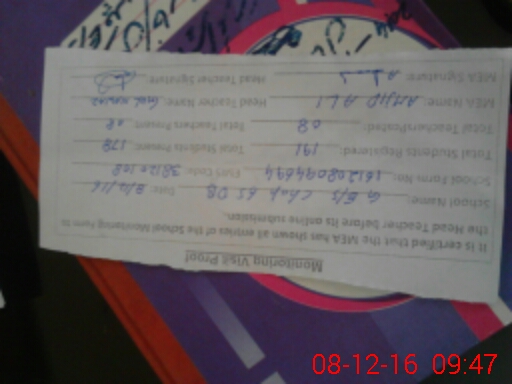 Monitoring Visit Proof
It is certified that the MEA has shown all entries of the School Monitoring Form to
the Head Teacher before its online submission.
School Name: G E/S Chak 65 DB Date: 8/12/16
School Form No: 161208094694 EMIS Code: 38120108
Total Students Registered: 191 Total Students Present: 178
Total Teachers Posted: 08 Total Teachers Present: 08
MEA Name: AMJID ALI Head Teacher Name:
MEA Signature: Head Teacher Signature:
08-12-16 09:47